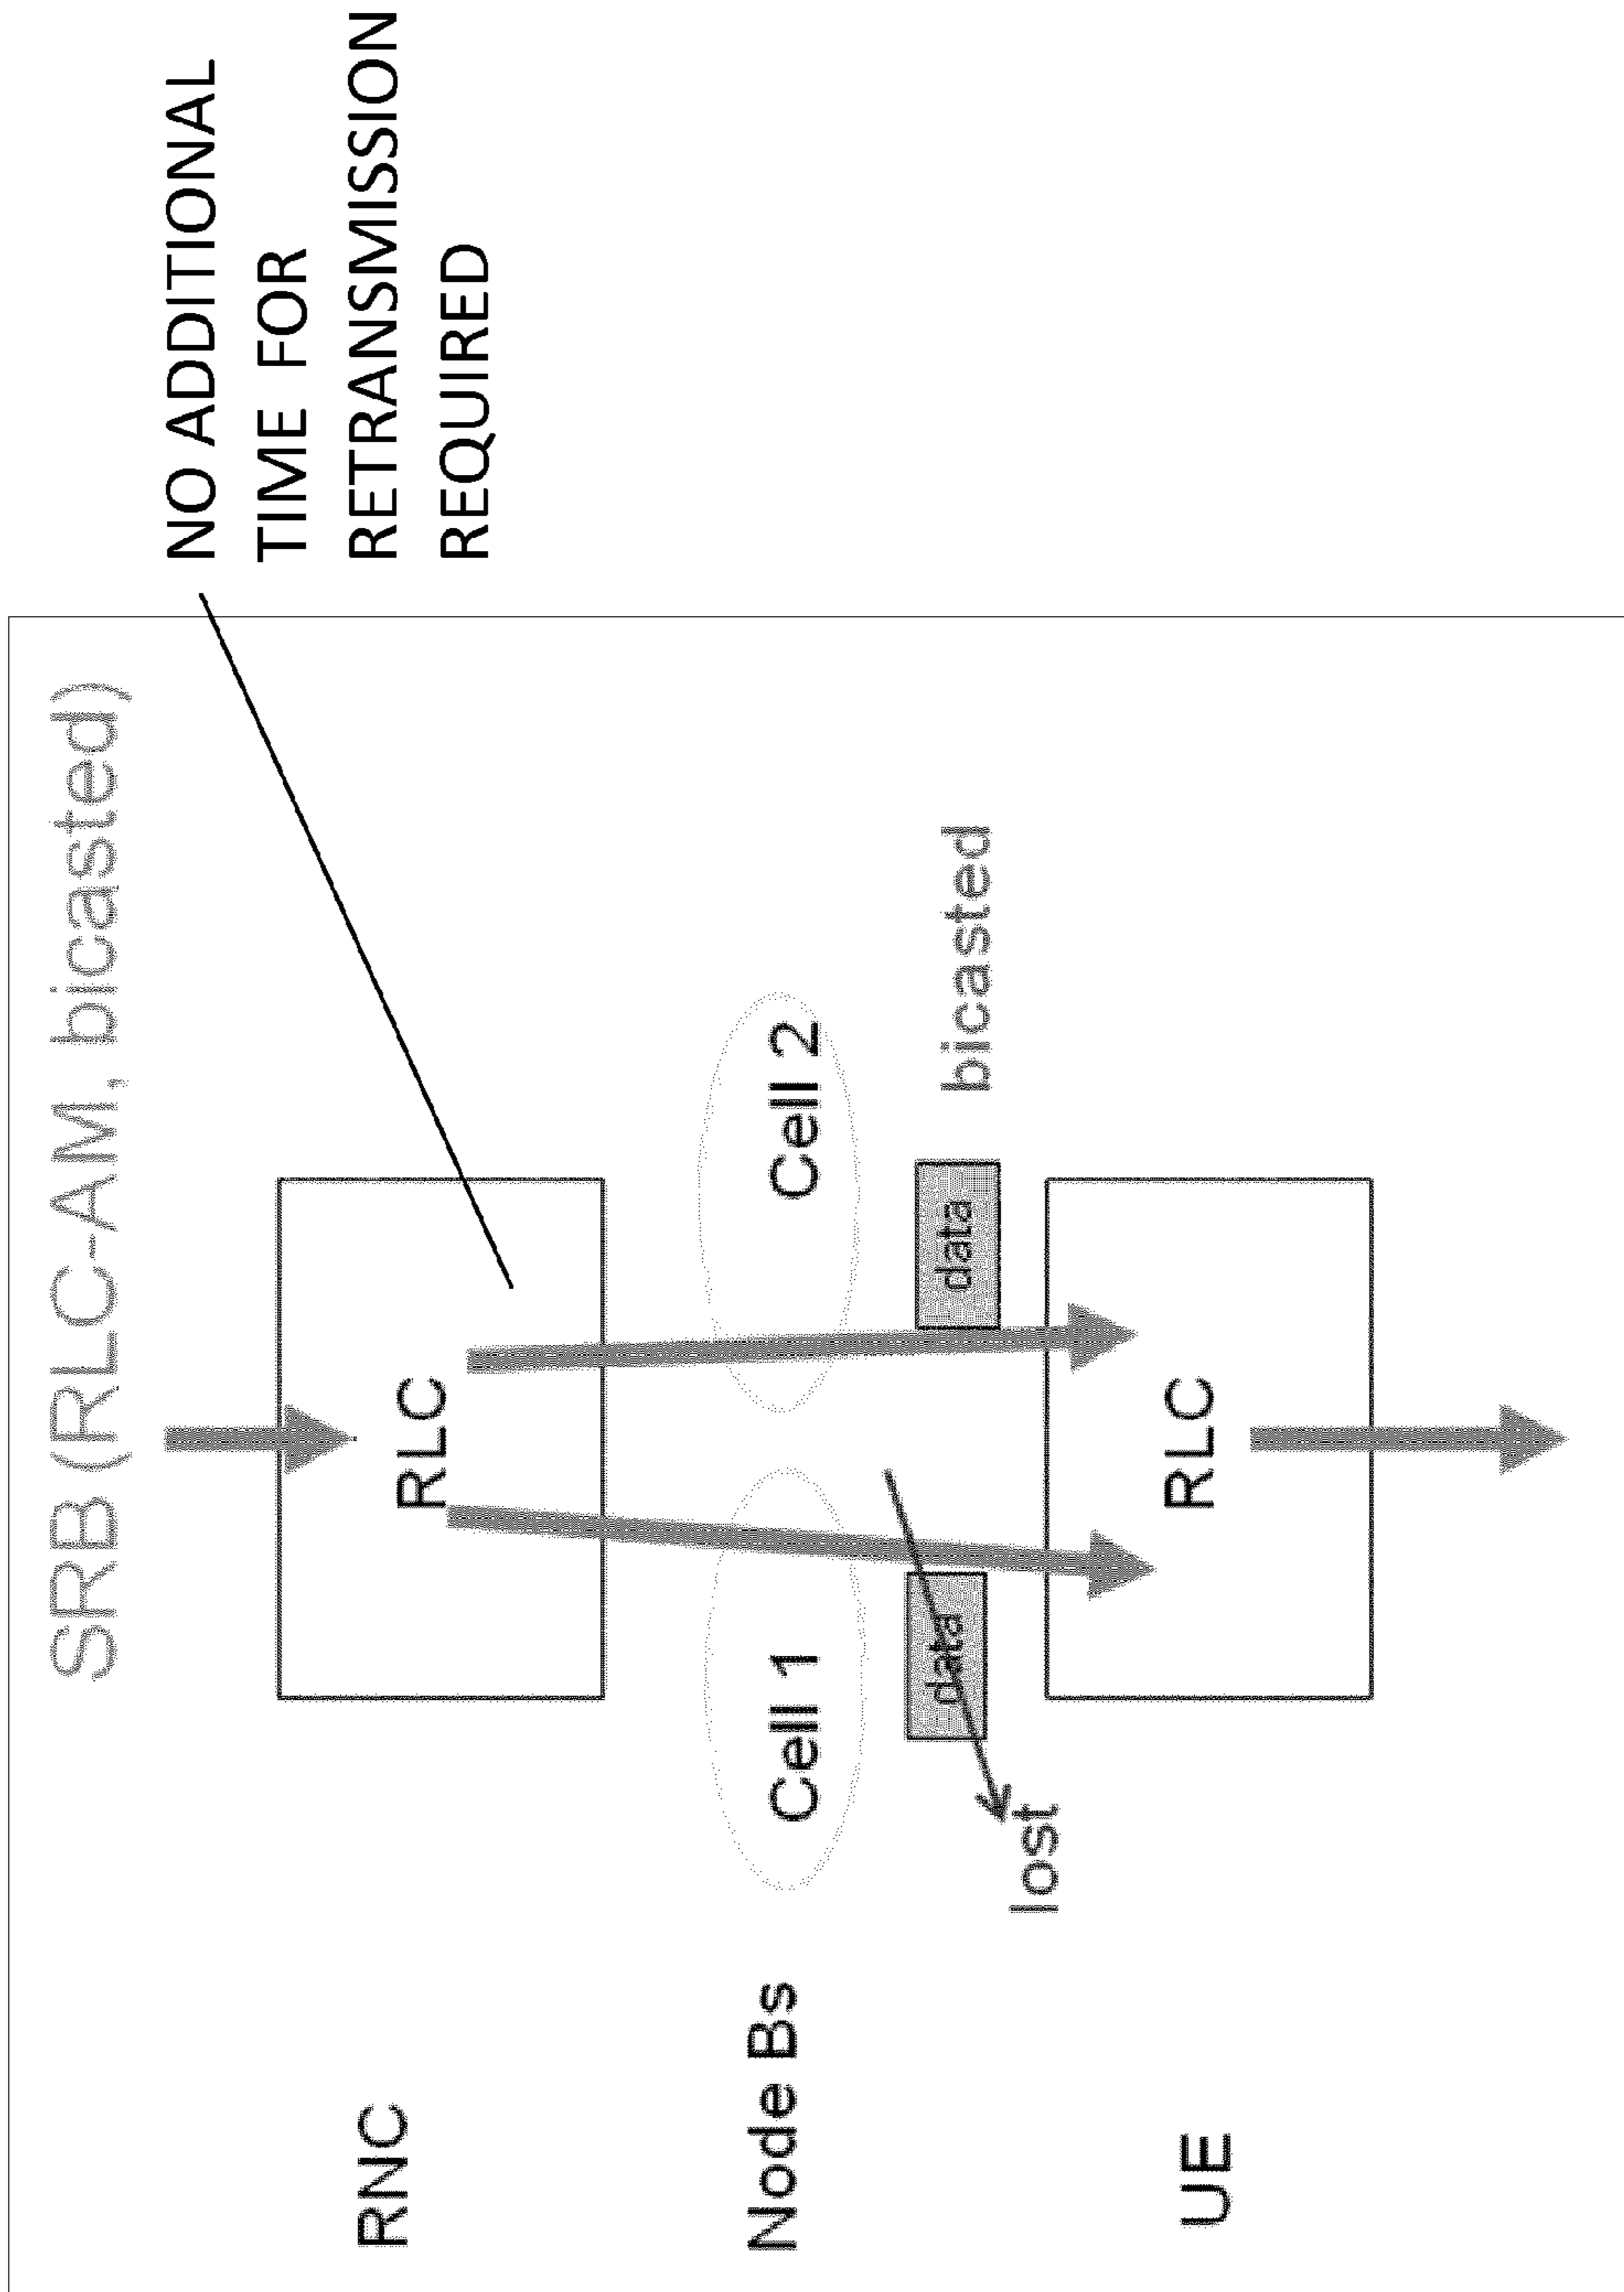 SRB (RLC-AM, bicasted)
NO ADDITIONAL
TIME FOR
RETRANSMISSION
REQUIRED
RNC
RLC
Node Bs
Cell 1
Cell 2
data
data
bicasted
lost
UE
RLC